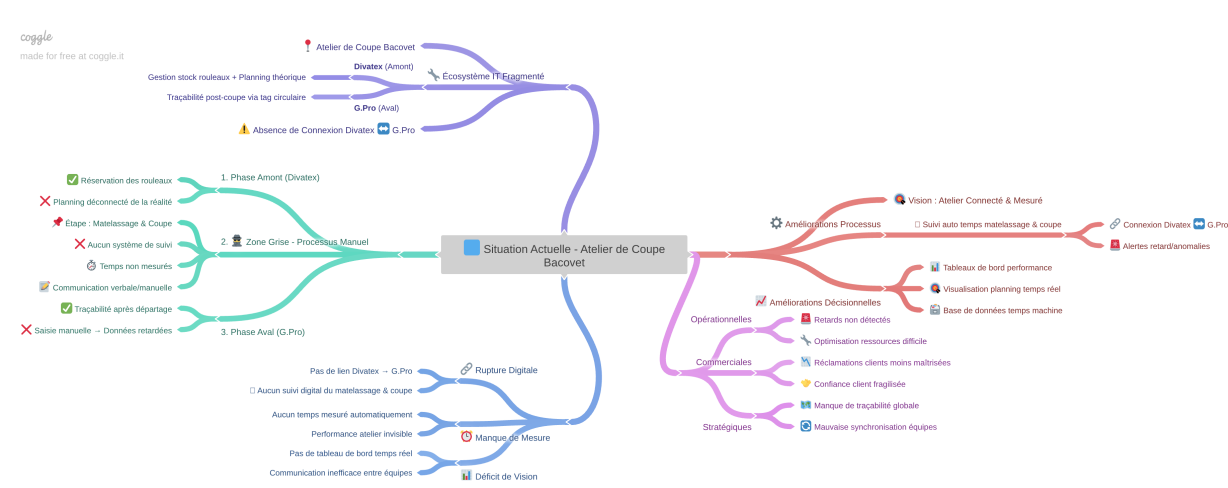 coggle
made for free at coggle.it
Atelier de Coupe Bacovet
Écosystème IT Fragmenté
Divatex (Amont)
Gestion stock rouleaux + Planning théorique
Traçabilité post-coupe via tag circulaire
G.Pro (Aval)
Absence de Connexion Divatex ↔ G.Pro
1. Phase Amont (Divatex)
Réservation des rouleaux
Planning déconnecté de la réalité
2. Zone Grise - Processus Manuel
Étape : Matelassage & Coupe
Aucun système de suivi
Temps non mesurés
Communication verbale/manuelle
3. Phase Aval (G.Pro)
Traçabilité après départage
Saisie manuelle → Données retardées
Situation Actuelle - Atelier de Coupe
Bacovet
Rupture Digitale
Pas de lien Divatex → G.Pro
Aucun suivi digital du matelassage & coupe
Manque de Mesure
Aucun temps mesuré automatiquement
Performance atelier invisible
Déficit de Vision
Pas de tableau de bord temps réel
Communication inefficace entre équipes
Vision : Atelier Connecté & Mesuré
Améliorations Processus
Suivi auto temps matelassage & coupe
Connexion Divatex ↔ G.Pro
Alertes retard/anomalies
Améliorations Décisionnelles
Tableaux de bord performance
Visualisation planning temps réel
Base de données temps machine
Opérationnelles
Retards non détectés
Optimisation ressources difficile
Commerciales
Réclamations clients moins maîtrisées
Confiance client fragilisée
Stratégiques
Manque de traçabilité globale
Mauvaise synchronisation équipes